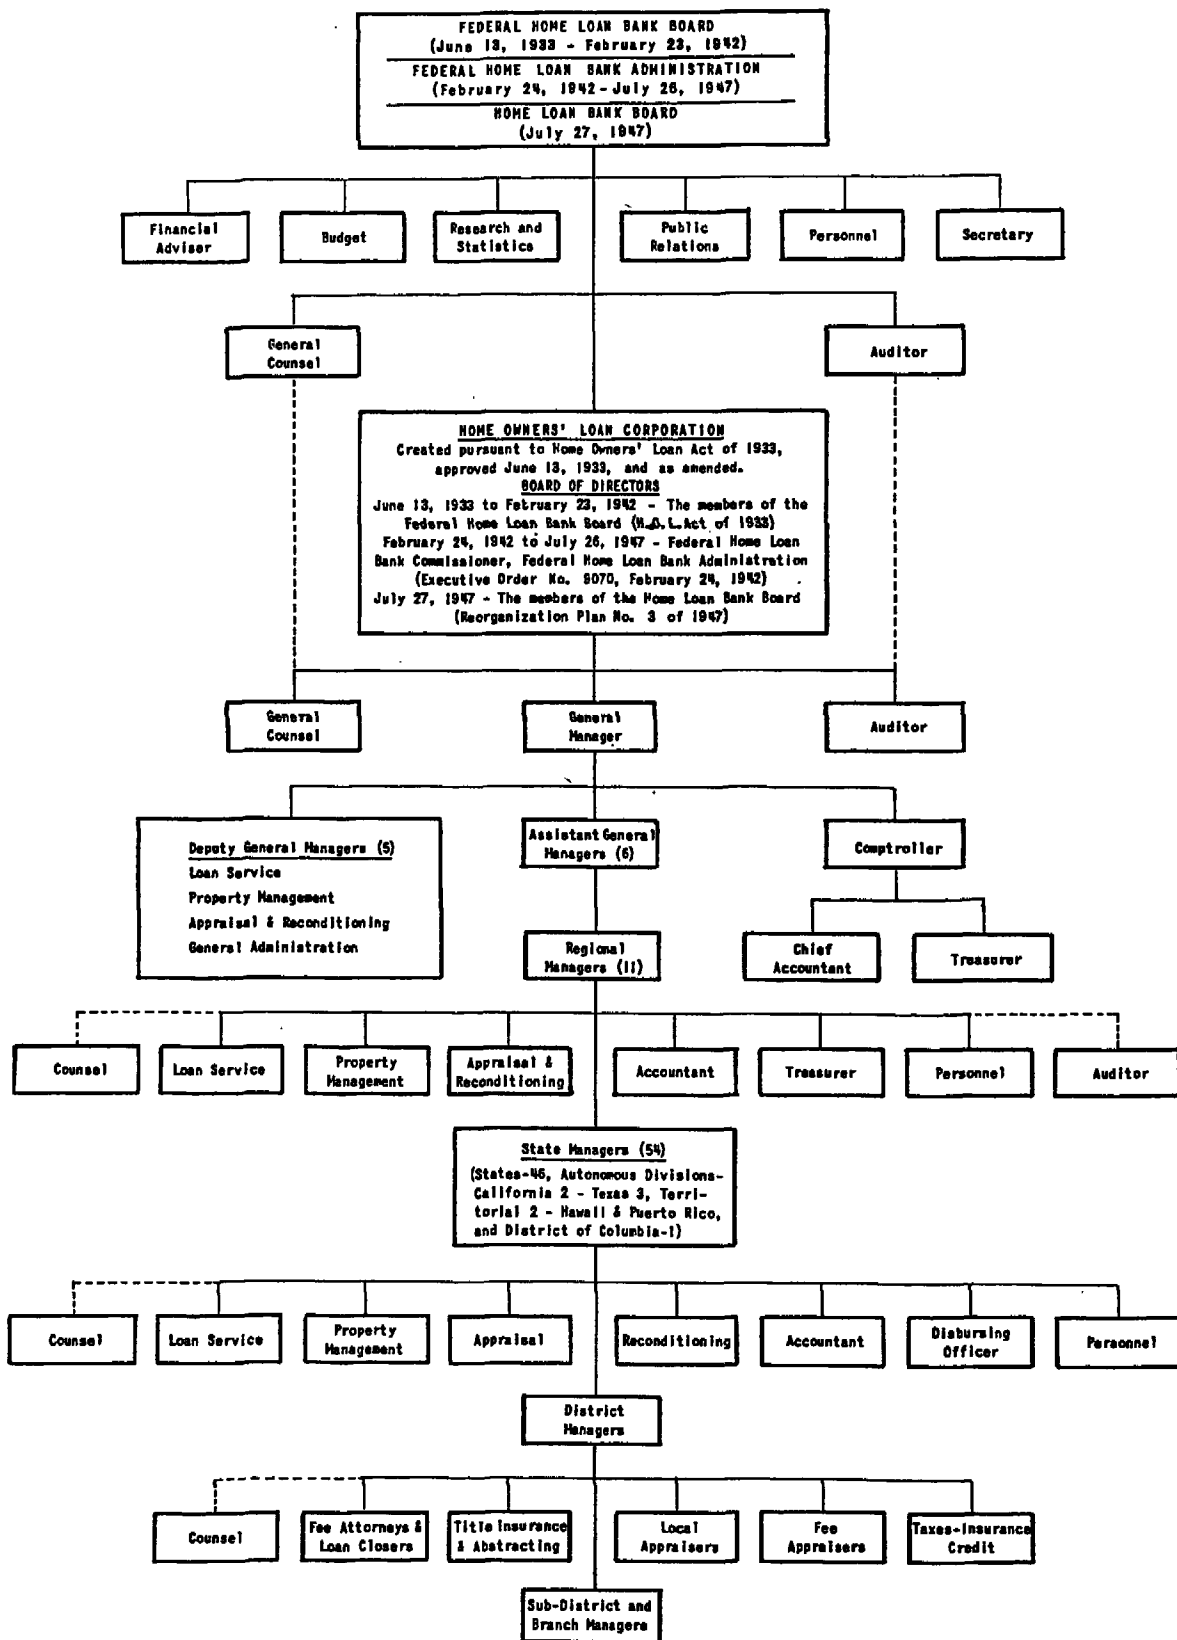 FEDERAL HOME LOAN BANK BOARD
(June 13, 1933 - February 23, 1942)
FEDERAL HOME LOAN BANK ADMINISTRATION
(February 24, 1942-July 26, 1947)
HOME LOAN BANK BOARD
(July 27, 1947)
Financial
Adviser
Budget
Research and
Statistics
Public
Relations
Personnel
Secretary
General
Counsel
Auditor
HOME OWNERS' LOAN CORPORATION
Created pursuant to Home Owners' Loan Act of 1933,
approved June 13, 1933, and as amended.
BOARD OF DIRECTORS
June 13, 1933 to February 23, 1942 - The members of the
Federal Home Loan Bank Board (H.O.L.Act of 1933)
February 24, 1942 to July 26, 1947 - Federal Home Loan
Bank Commissioner, Federal Home Loan Bank Administration
(Executive Order No. 9070, February 24, 1942)
July 27, 1947 - The members of the Home Loan Bank Board
(Reorganization Plan No. 3 of 1947)
General
Counsel
General
Manager
Auditor
Deputy General Managers (5)
Loan Service
Property Management
Appraisal & Reconditioning
General Administration
Assistant General
Managers (6)
Comptroller
Regional
Managers (11)
Chief
Accountant
Treasurer
Counsel
Loan Service
Property
Management
Appraisal &
Reconditioning
Accountant
Treasurer
Personnel
Auditor
State Managers (54)
(States-46, Autonomous Divisions-
California 2 - Texas 3, Terri-
torial 2 - Hawaii & Puerto Rico,
and District of Columbia-1)
Counsel
Loan Service
Property
Management
Appraisal
Reconditioning
Accountant
Disbursing
Officer
Personnel
District
Managers
Counsel
Fee Attorneys &
Loan Closers
Title Insurance
& Abstracting
Local
Appraisers
Fee
Appraisers
Taxes-Insurance
Credit
Sub-District and
Branch Managers